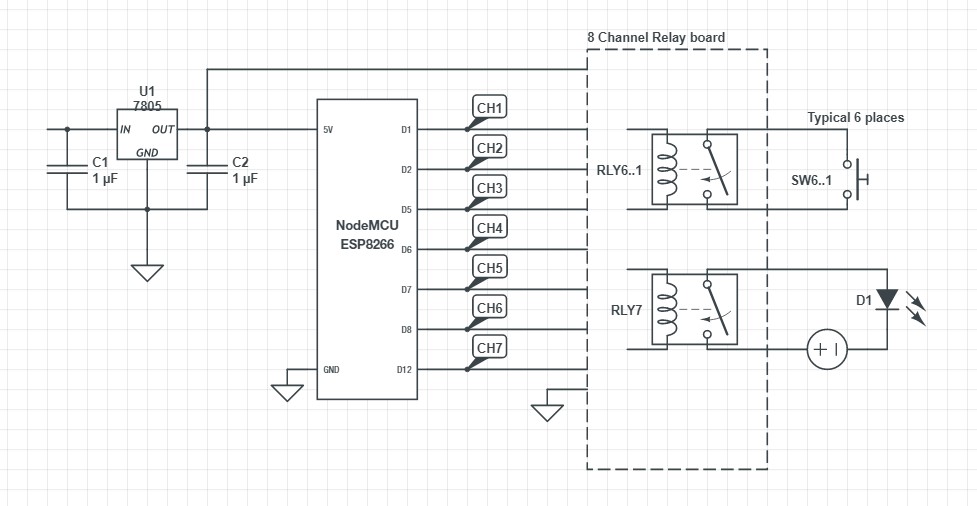 8 Channel Relay board
U1
7805
IN
OUT
GND
C1
1 µF
C2
1 µF
5V
GND
NodeMCU
ESP8266
D1
D2
D5
D6
D7
D8
D12
CH1
CH2
CH3
CH4
CH5
CH6
CH7
RLY6..1
Typical 6 places
SW6..1
RLY7
D1
+